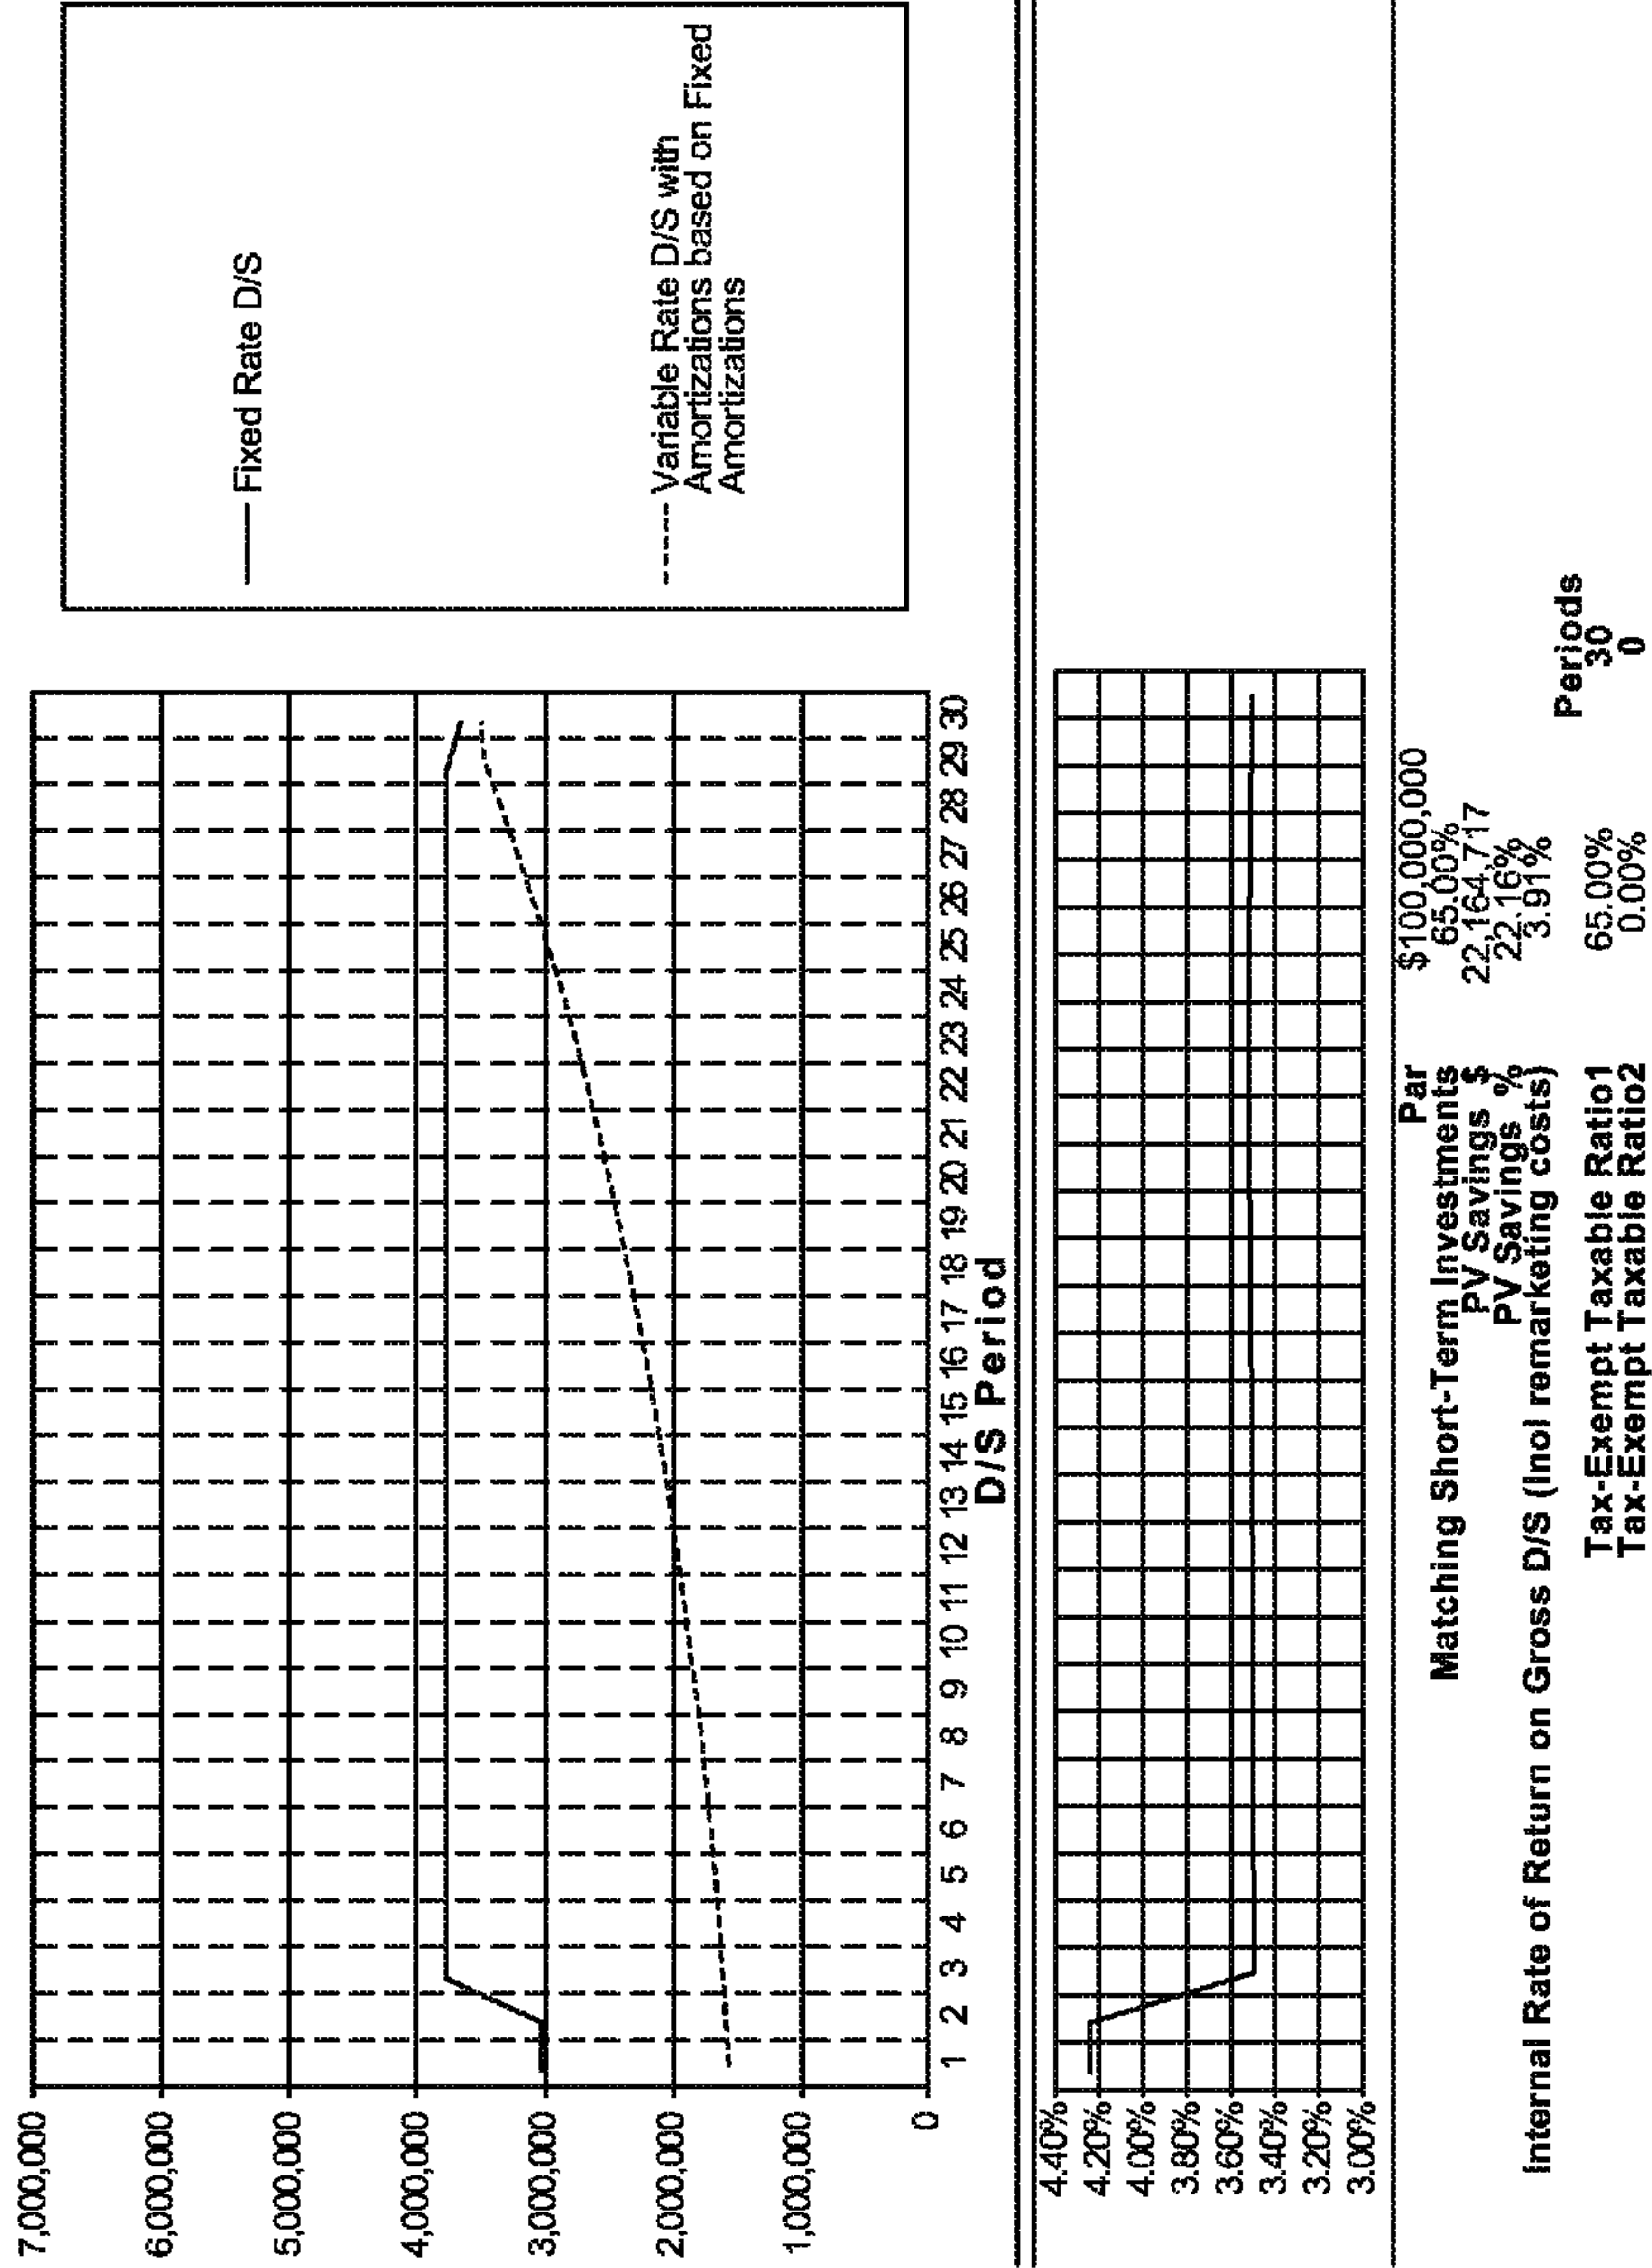 7,000,000
6,000,000
5,000,000
4,000,000
3,000,000
2,000,000
1,000,000
0
1 2 3 4 5 6 7 8 9 10 11 12 13 14 15 16 17 18 19 20 21 22 23 24 25 26 27 28 29 30
D/S Period
Fixed Rate D/S
Variable Rate D/S with
Amortizations based on Fixed
Amortizations
4.40%
4.20%
4.00%
3.80%
3.60%
3.40%
3.20%
3.00%
Par $100,000,000
Matching Short-Term Investments 65.00%
PV Savings $ 22,164,717
PV Savings % 22.16%
Internal Rate of Return on Gross D/S (Inol remarketing costs) 3.91%
Periods
Tax-Exempt Taxable Ratio1 65.00% 30
Tax-Exempt Taxable Ratio2 0.00% 0